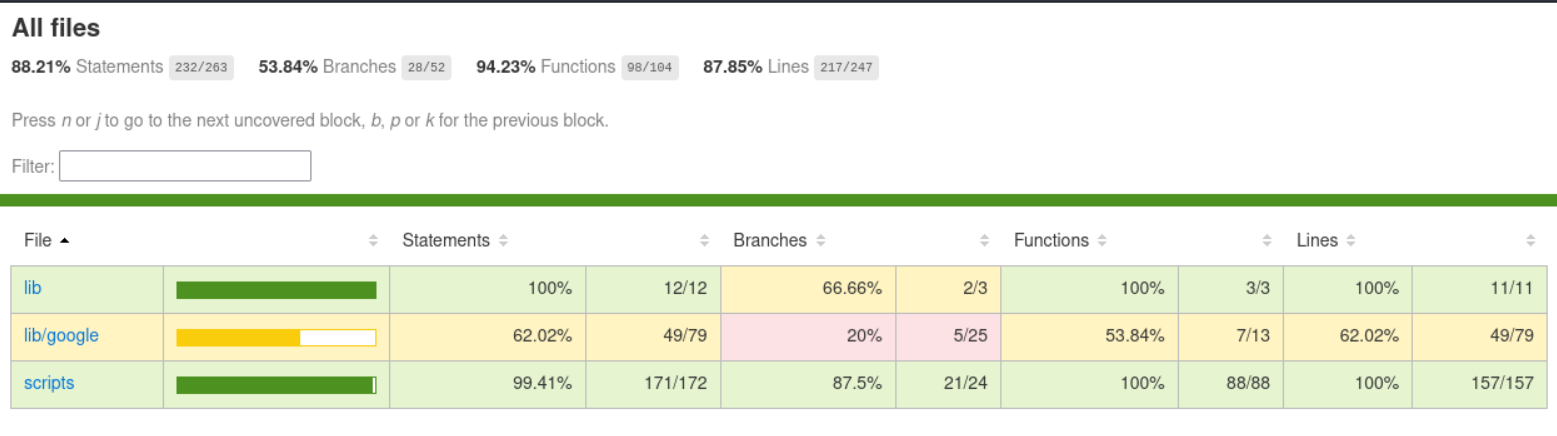 All files
88.21% Statements 232/263 53.84% Branches 28/52 94.23% Functions 98/104 87.85% Lines 217/247
Press n or j to go to the next uncovered block, b, p or k for the previous block.
Filter:
File Statements Branches Functions Lines
lib 100% 12/12 66.66% 2/3 100% 3/3 100% 11/11
lib/google 62.02% 49/79 20% 5/25 53.84% 7/13 62.02% 49/79
scripts 99.41% 171/172 87.5% 21/24 100% 88/88 100% 157/157